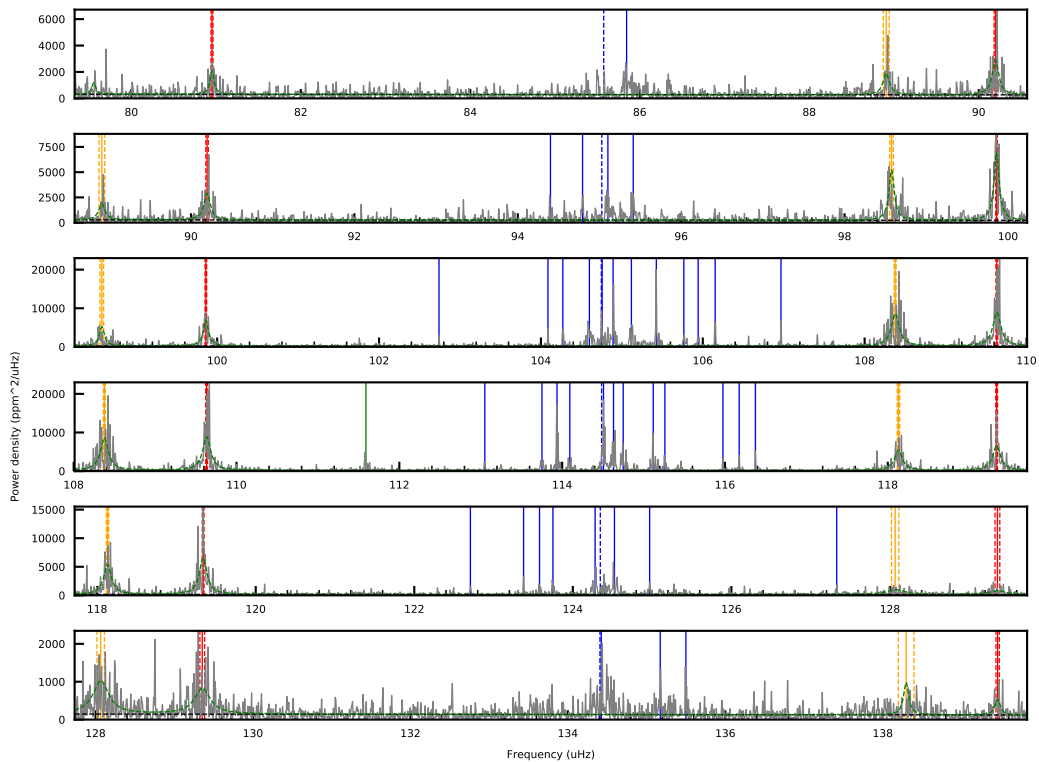 6000
4000
2000
0
80 82 84 86 88 90
7500
5000
2500
0
90 92 94 96 98 100
20000
10000
0
100 102 104 106 108 110
20000
10000
0
108 110 112 114 116 118
15000
10000
5000
0
118 120 122 124 126 128
2000
1000
0
128 130 132 134 136 138
Power density (ppm^2/uHz)
Frequency (uHz)